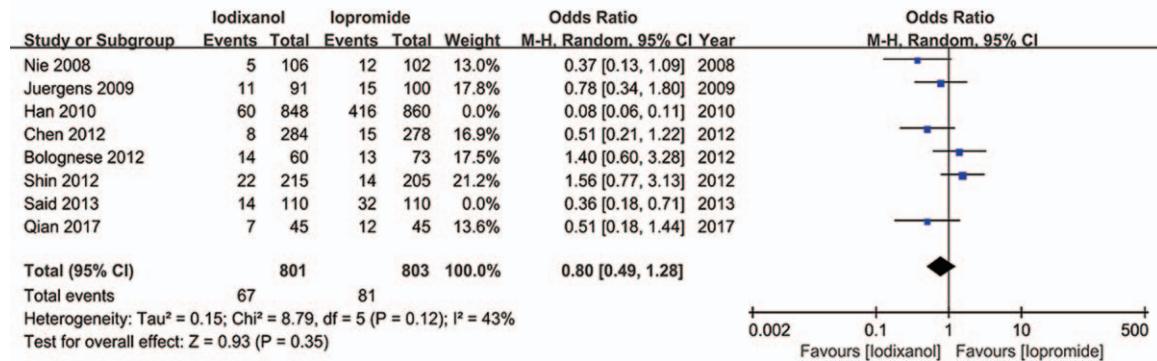 Iodixanol Iopromide Odds Ratio Odds Ratio
Study or Subgroup Events Total Events Total Weight M-H, Random, 95% CI Year M-H, Random, 95% CI
Nie 2008 5 106 12 102 13.0% 0.37 [0.13, 1.09] 2008
Juergens 2009 11 91 15 100 17.8% 0.78 [0.34, 1.80] 2009
Han 2010 60 848 416 860 0.0% 0.08 [0.06, 0.11] 2010
Chen 2012 8 284 15 278 16.9% 0.51 [0.21, 1.22] 2012
Bolognese 2012 14 60 13 73 17.5% 1.40 [0.60, 3.28] 2012
Shin 2012 22 215 14 205 21.2% 1.56 [0.77, 3.13] 2012
Said 2013 14 110 32 110 0.0% 0.36 [0.18, 0.71] 2013
Qian 2017 7 45 12 45 13.6% 0.51 [0.18, 1.44] 2017
Total (95% CI) 801 803 100.0% 0.80 [0.49, 1.28]
Total events 67 81
Heterogeneity: Tau² = 0.15; Chi² = 8.79, df = 5 (P = 0.12); I² = 43%
Test for overall effect: Z = 0.93 (P = 0.35)
0.002 0.1 1 10 500
Favours [Iodixanol] Favours [Iopromide]